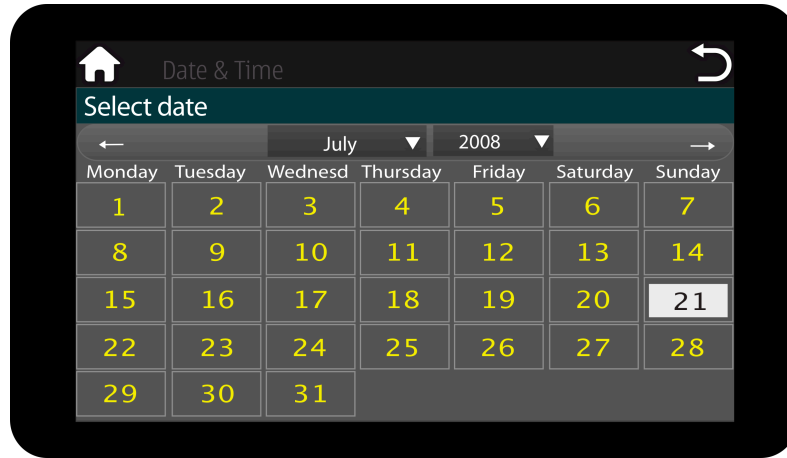 Date & Time
Select date
← July ▼ 2008 ▼ →
Monday Tuesday Wednesd Thursday Friday Saturday Sunday
1 2 3 4 5 6 7
8 9 10 11 12 13 14
15 16 17 18 19 20 21
22 23 24 25 26 27 28
29 30 31